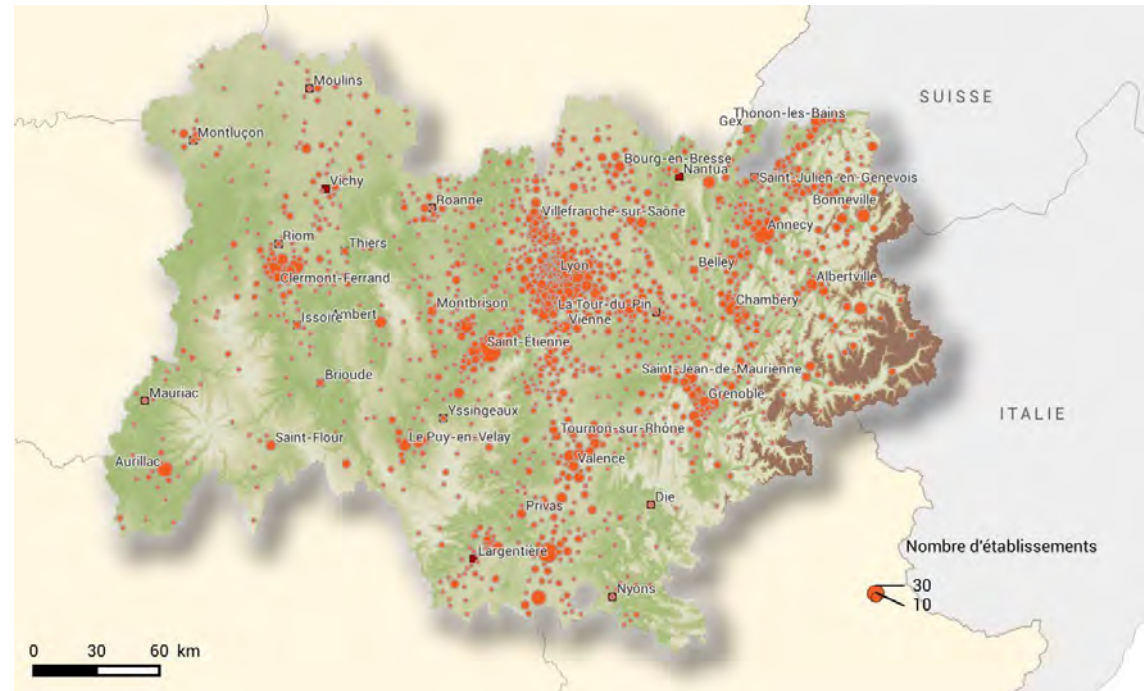 SUISSE
Moulins
Thonon-les-Bains
Gex
Montluçon
Bourg-en-Bresse
Nantua
Saint-Julien-en-Genevois
Vichy
Bonneville
Roanne
Villefranche-sur-Saône
Annecy
Riom
Thiers
Lyon
Belley
Clermont-Ferrand
Albertville
Montbrison
La Tour-du-Pin
Chambéry
Issoire
Ambert
Vienne
Saint-Étienne
Saint-Jean-de-Maurienne
Brioude
Mauriac
Grenoble
ITALIE
Yssingeaux
Saint-Flour
Le Puy-en-Velay
Tournon-sur-Rhône
Aurillac
Valence
Die
Privas
Largentière
Nyons
Nombre d'établissements
30
10
0 30 60 km